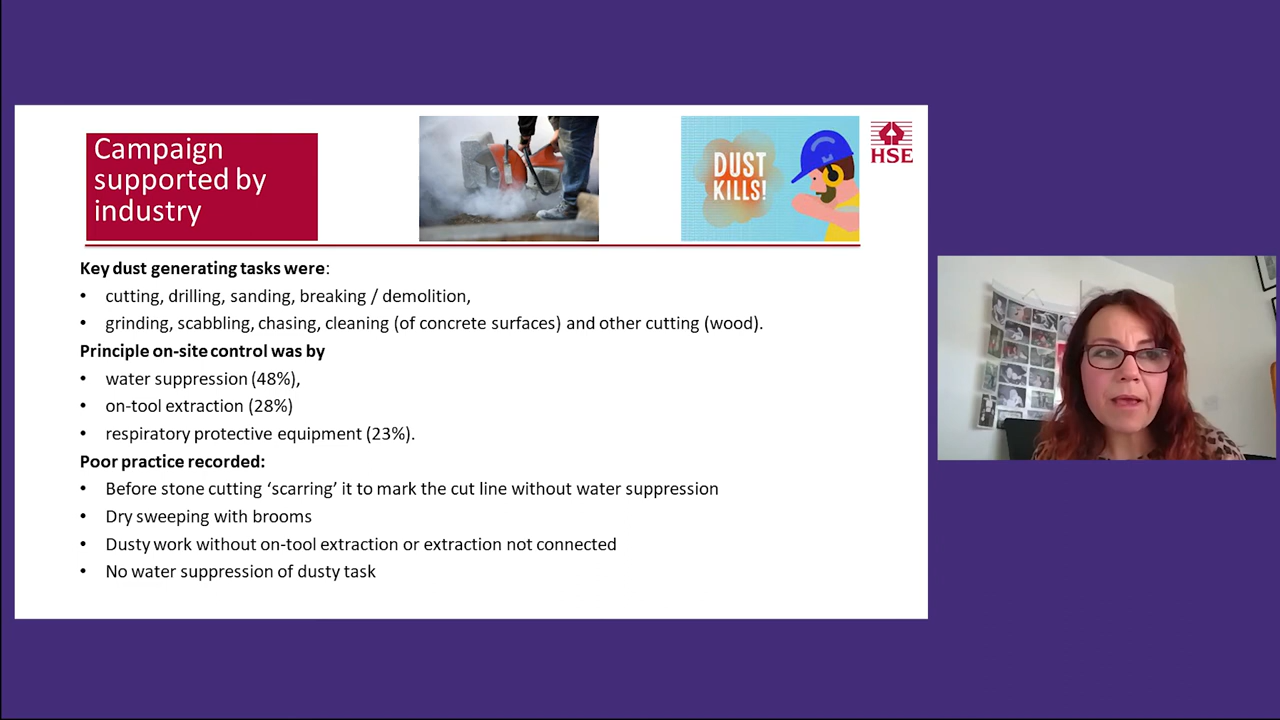 Campaign
supported by
industry
DUST
KILLS!
HSE
Key dust generating tasks were:
• cutting, drilling, sanding, breaking / demolition,
• grinding, scabbling, chasing, cleaning (of concrete surfaces) and other cutting (wood).
Principle on-site control was by
• water suppression (48%),
• on-tool extraction (28%)
• respiratory protective equipment (23%).
Poor practice recorded:
• Before stone cutting ‘scarring’ it to mark the cut line without water suppression
• Dry sweeping with brooms
• Dusty work without on-tool extraction or extraction not connected
• No water suppression of dusty task